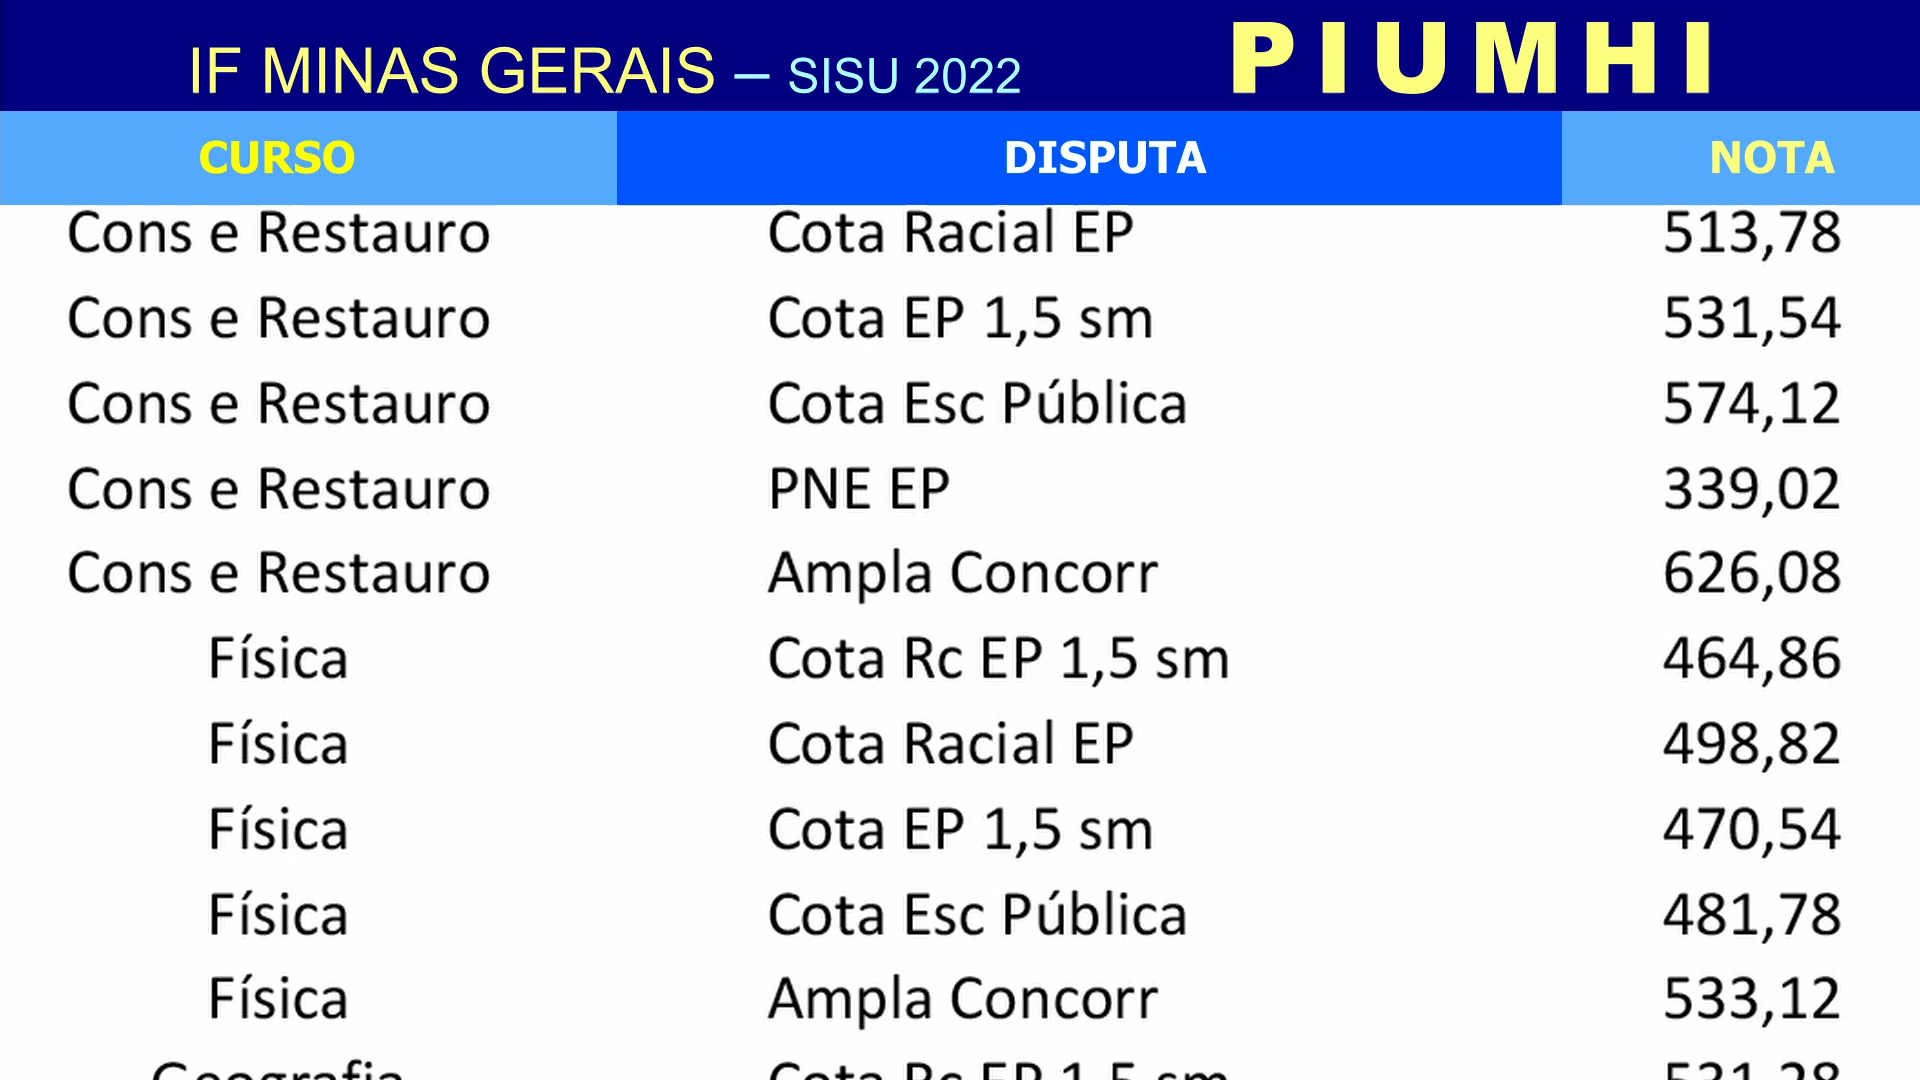 IF MINAS GERAIS – SISU 2022 PIUMHI
CURSO DISPUTA NOTA
Cons e Restauro Cota Racial EP 513,78
Cons e Restauro Cota EP 1,5 sm 531,54
Cons e Restauro Cota Esc Pública 574,12
Cons e Restauro PNE EP 339,02
Cons e Restauro Ampla Concorr 626,08
Física Cota Rc EP 1,5 sm 464,86
Física Cota Racial EP 498,82
Física Cota EP 1,5 sm 470,54
Física Cota Esc Pública 481,78
Física Ampla Concorr 533,12
Geografia Cota Rc EP 1,5 sm 531,28